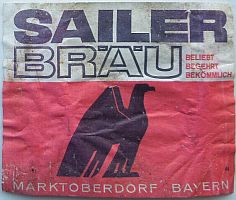 SAILER
BRÄU
BELIEBT
BEGEHRT
BEKÖMMLICH
MARKTOBERDORF · BAYERN